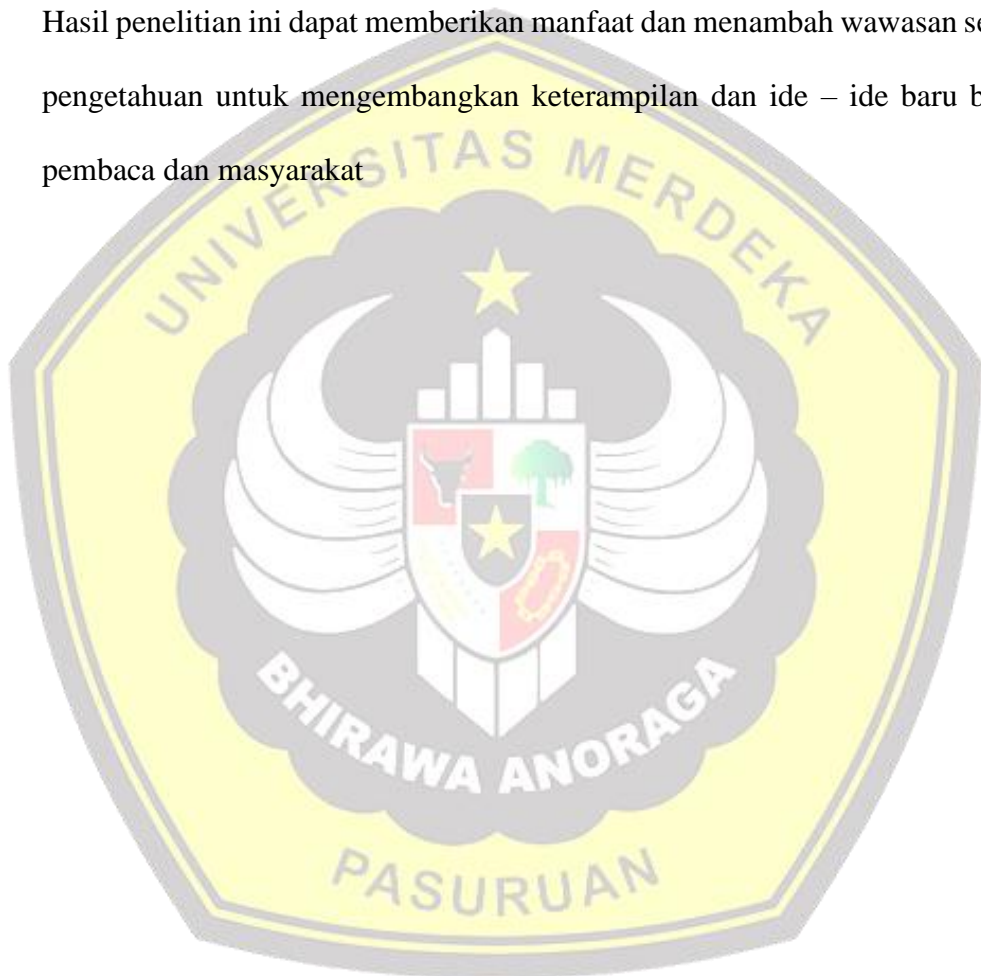 Hasil penelitian ini dapat memberikan manfaat dan menambah wawasan se
pengetahuan untuk mengembangkan keterampilan dan ide – ide baru b
pembaca dan masyarakat
UNIVERSITAS MERDEKA
BHIRAWA ANORAGA
PASURUAN